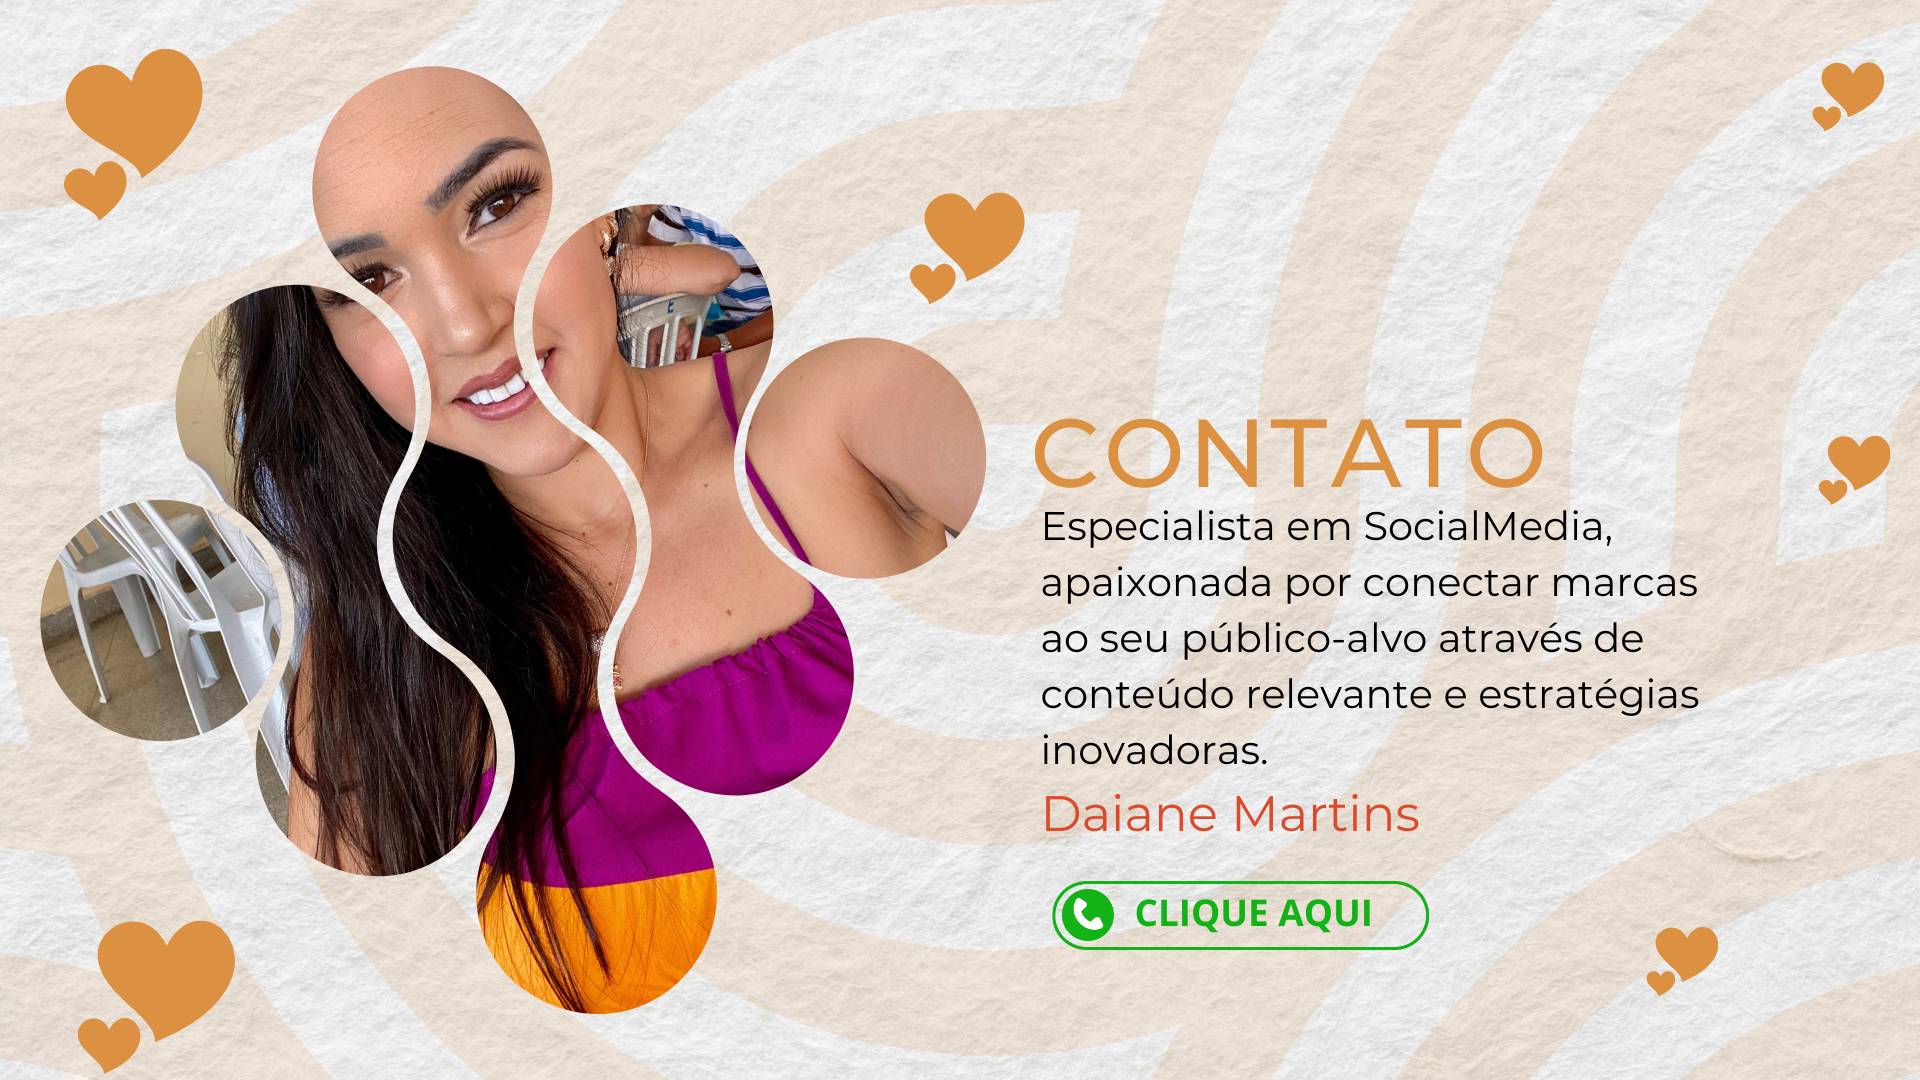 CONTATO
Especialista em SocialMedia,
apaixonada por conectar marcas
ao seu público-alvo através de
conteúdo relevante e estratégias
inovadoras.
Daiane Martins
CLIQUE AQUI